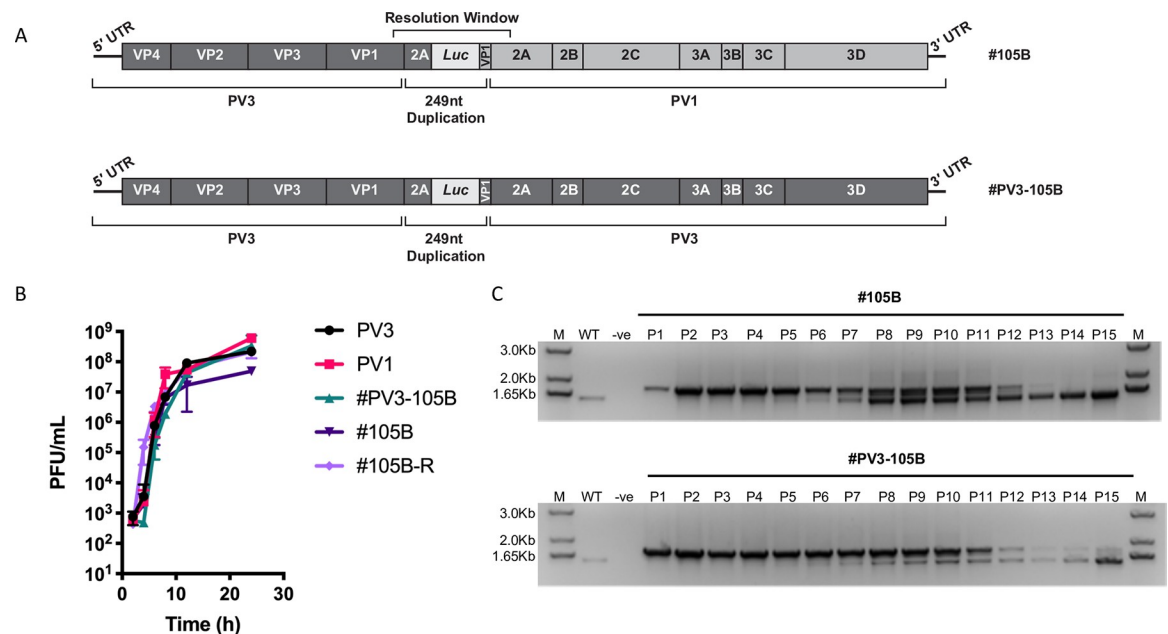 A
Resolution Window
5' UTR VP4 VP2 VP3 VP1 2A Luc VP1 2A 2B 2C 3A 3B 3C 3D 3' UTR #105B
PV3 249nt PV1
Duplication
5' UTR VP4 VP2 VP3 VP1 2A Luc VP1 2A 2B 2C 3A 3B 3C 3D 3' UTR #PV3-105B
PV3 249nt PV3
Duplication
B
PFU/mL
10⁹
10⁸
10⁷
10⁶
10⁵
10⁴
10³
10²
10¹
0 10 20 30
Time (h)
PV3
PV1
#PV3-105B
#105B
#105B-R
C
#105B
M WT -ve P1 P2 P3 P4 P5 P6 P7 P8 P9 P10 P11 P12 P13 P14 P15 M
3.0Kb
2.0Kb
1.65Kb
#PV3-105B
M WT -ve P1 P2 P3 P4 P5 P6 P7 P8 P9 P10 P11 P12 P13 P14 P15 M
3.0Kb
2.0Kb
1.65Kb